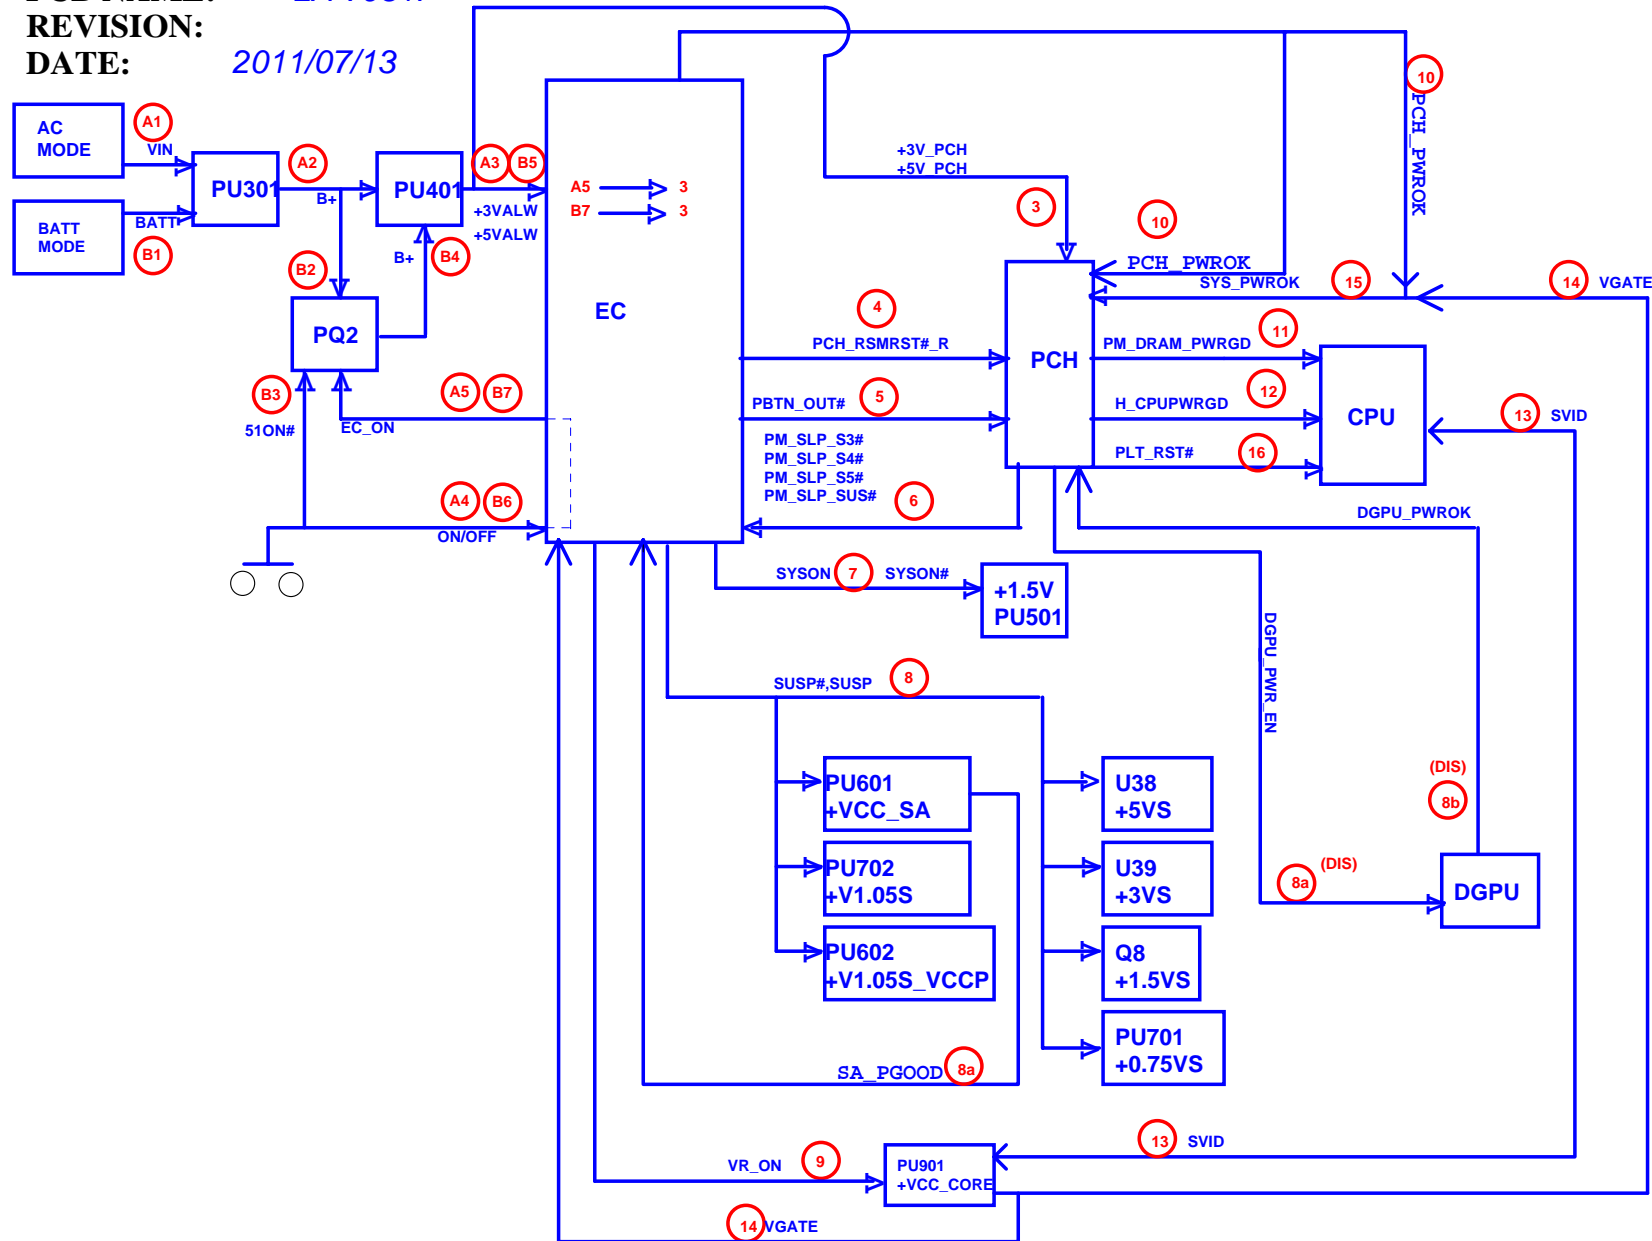 REVISION:
DATE: 2011/07/13
AC
MODE
A1
VIN
BATT
MODE
BATT
B1
PU301
A2
B+
PU401
A3
B5
+3VALW
+5VALW
B2
B+
B4
PQ2
B3
51ON#
A5
B7
EC_ON
A4
B6
ON/OFF
EC
A5 3
B7 3
+3V_PCH
+5V_PCH
3
10
PCH_PWROK
10
PCH_PWROK
SYS_PWROK
15
14
VGATE
4
PCH_RSMRST#_R
PCH
PM_DRAM_PWRGD
11
PBTN_OUT#
5
H_CPUPWRGD
12
CPU
13
SVID
PM_SLP_S3#
PM_SLP_S4#
PM_SLP_S5#
PM_SLP_SUS#
6
PLT_RST#
16
DGPU_PWROK
SYSON
7
SYSON#
+1.5V
PU501
DGPU_PWR_EN
SUSP#,SUSP
8
PU601
+VCC_SA
U38
+5VS
(DIS)
8b
PU702
+V1.05S
U39
+3VS
(DIS)
8a
DGPU
PU602
+V1.05S_VCCP
Q8
+1.5VS
PU701
+0.75VS
SA_PGOOD
8a
VR_ON
9
PU901
+VCC_CORE
13
SVID
14
VGATE